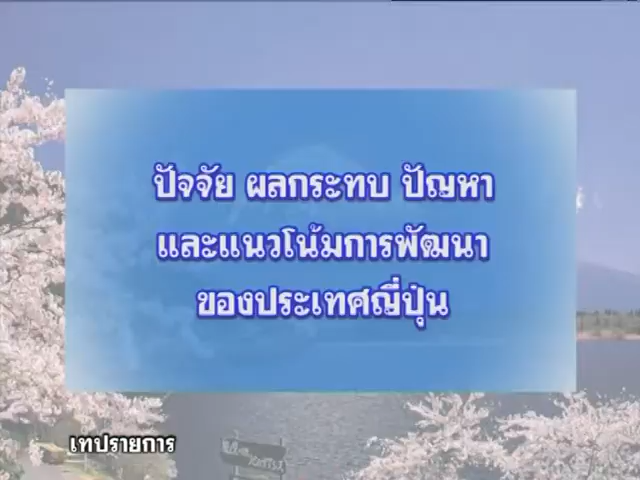 ปัจจัย ผลกระทบ ปัญหา
และแนวโน้มการพัฒนา
ของประเทศญี่ปุ่น
เทปรายการ